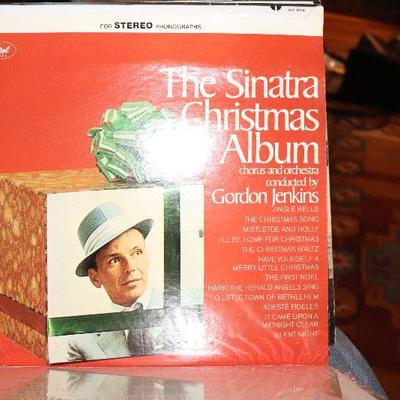 FOR STEREO PHONOGRAPHS
Capitol
The Sinatra
Christmas
Album
chorus and orchestra
conducted by
Gordon Jenkins
JINGLE BELLS
THE CHRISTMAS SONG
MISTLETOE AND HOLLY
I'LL BE HOME FOR CHRISTMAS
THE CHRISTMAS WALTZ
HAVE YOURSELF A
MERRY LITTLE CHRISTMAS
THE FIRST NOEL
HARK! THE HERALD ANGELS SING
O LITTLE TOWN OF BETHLEHEM
ADESTE FIDELES
IT CAME UPON A
MIDNIGHT CLEAR
SILENT NIGHT